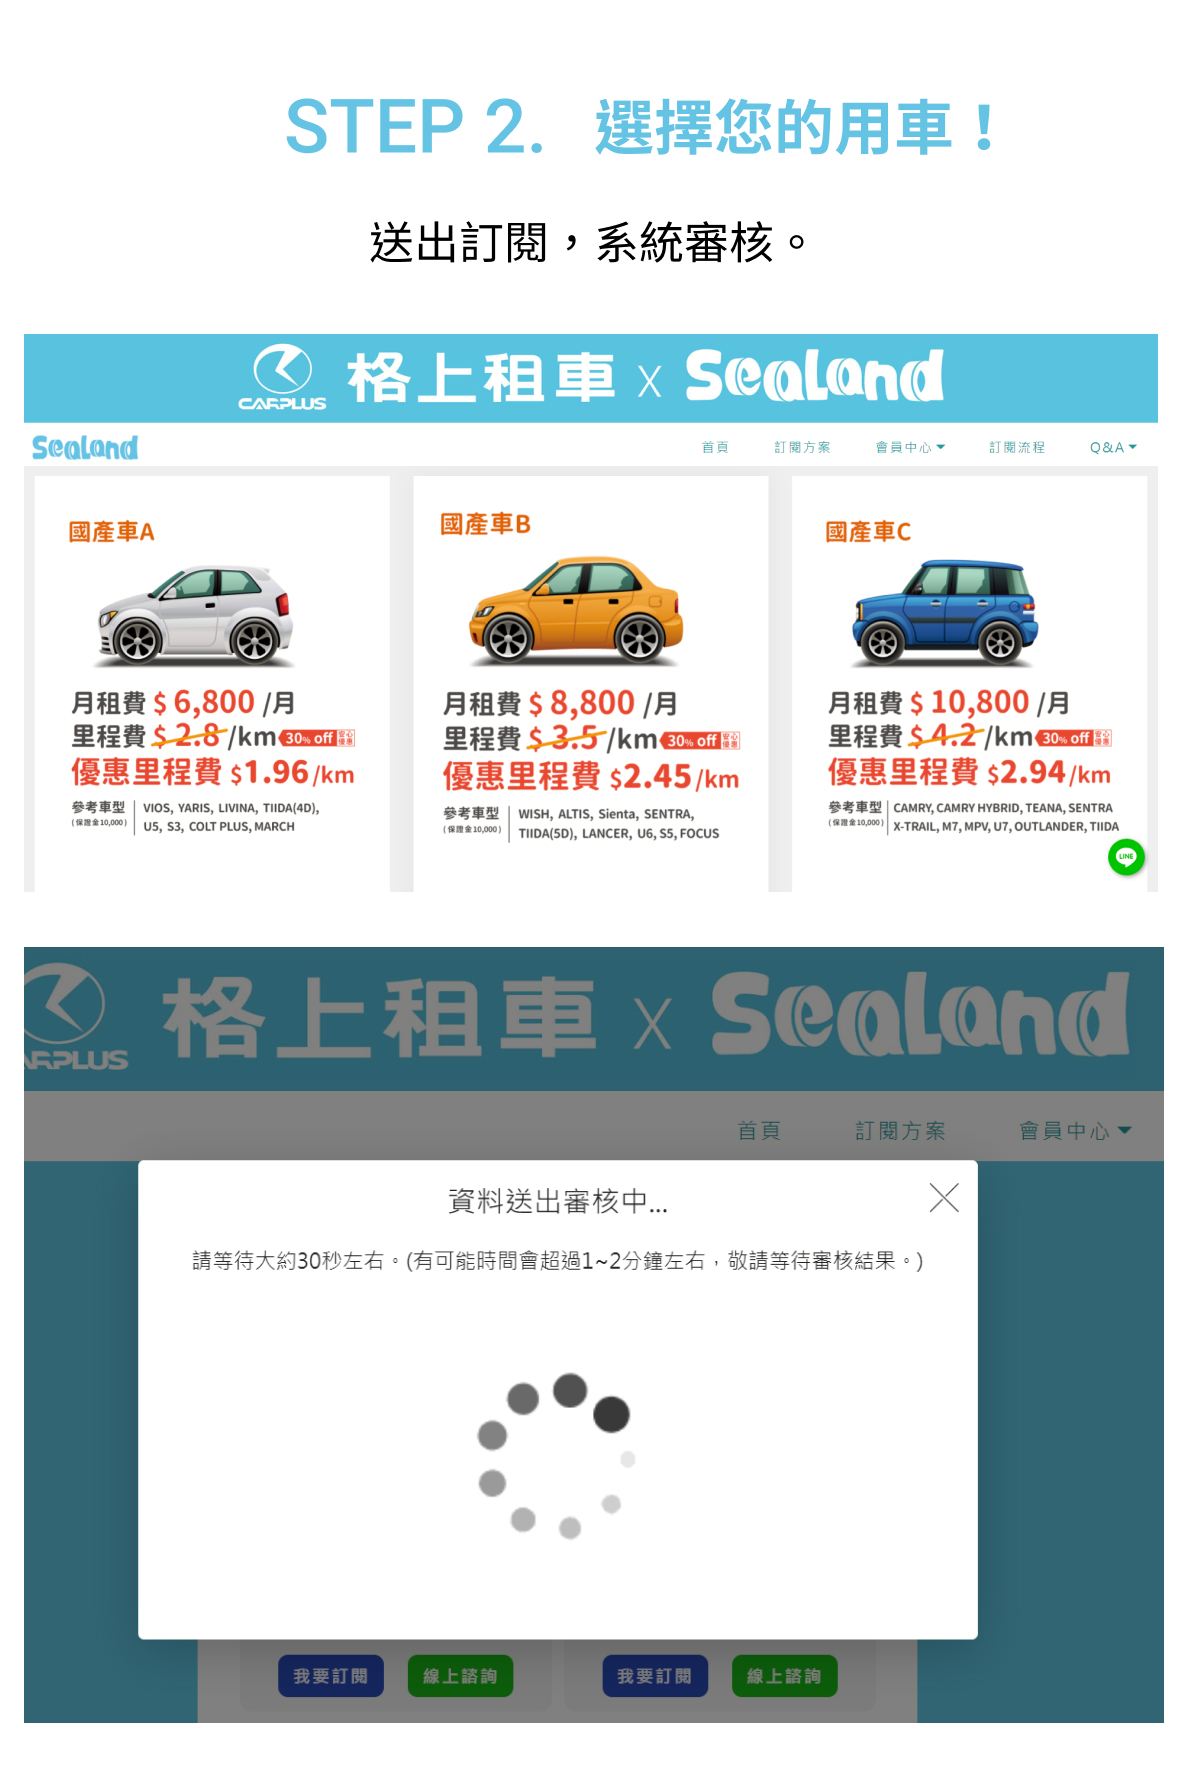 STEP 2. 選擇您的用車！
送出訂閱，系統審核。
CARPLUS 格上租車 X SeaLand
SeaLand 首頁 訂閱方案 會員中心 訂閱流程 Q&A
國產車A
月租費 $ 6,800 /月
里程費 $ 2.8 /km 30% off 安心優惠
優惠里程費 $1.96 /km
參考車型 VIOS, YARIS, LIVINA, TIIDA(4D),
(保證金10,000) U5, S3, COLT PLUS, MARCH
國產車B
月租費 $ 8,800 /月
里程費 $ 3.5 /km 30% off 安心優惠
優惠里程費 $2.45 /km
參考車型 WISH, ALTIS, Sienta, SENTRA,
(保證金10,000) TIIDA(5D), LANCER, U6, S5, FOCUS
國產車C
月租費 $ 10,800 /月
里程費 $ 4.2 /km 30% off 安心優惠
優惠里程費 $2.94 /km
參考車型 CAMRY, CAMRY HYBRID, TEANA, SENTRA
(保證金10,000) X-TRAIL, M7, MPV, U7, OUTLANDER, TIIDA
LINE
ARPLUS 格上租車 X SeaLand
首頁 訂閱方案 會員中心
資料送出審核中...
請等待大約30秒左右。(有可能時間會超過1~2分鐘左右，敬請等待審核結果。)
我要訂閱 線上諮詢 我要訂閱 線上諮詢